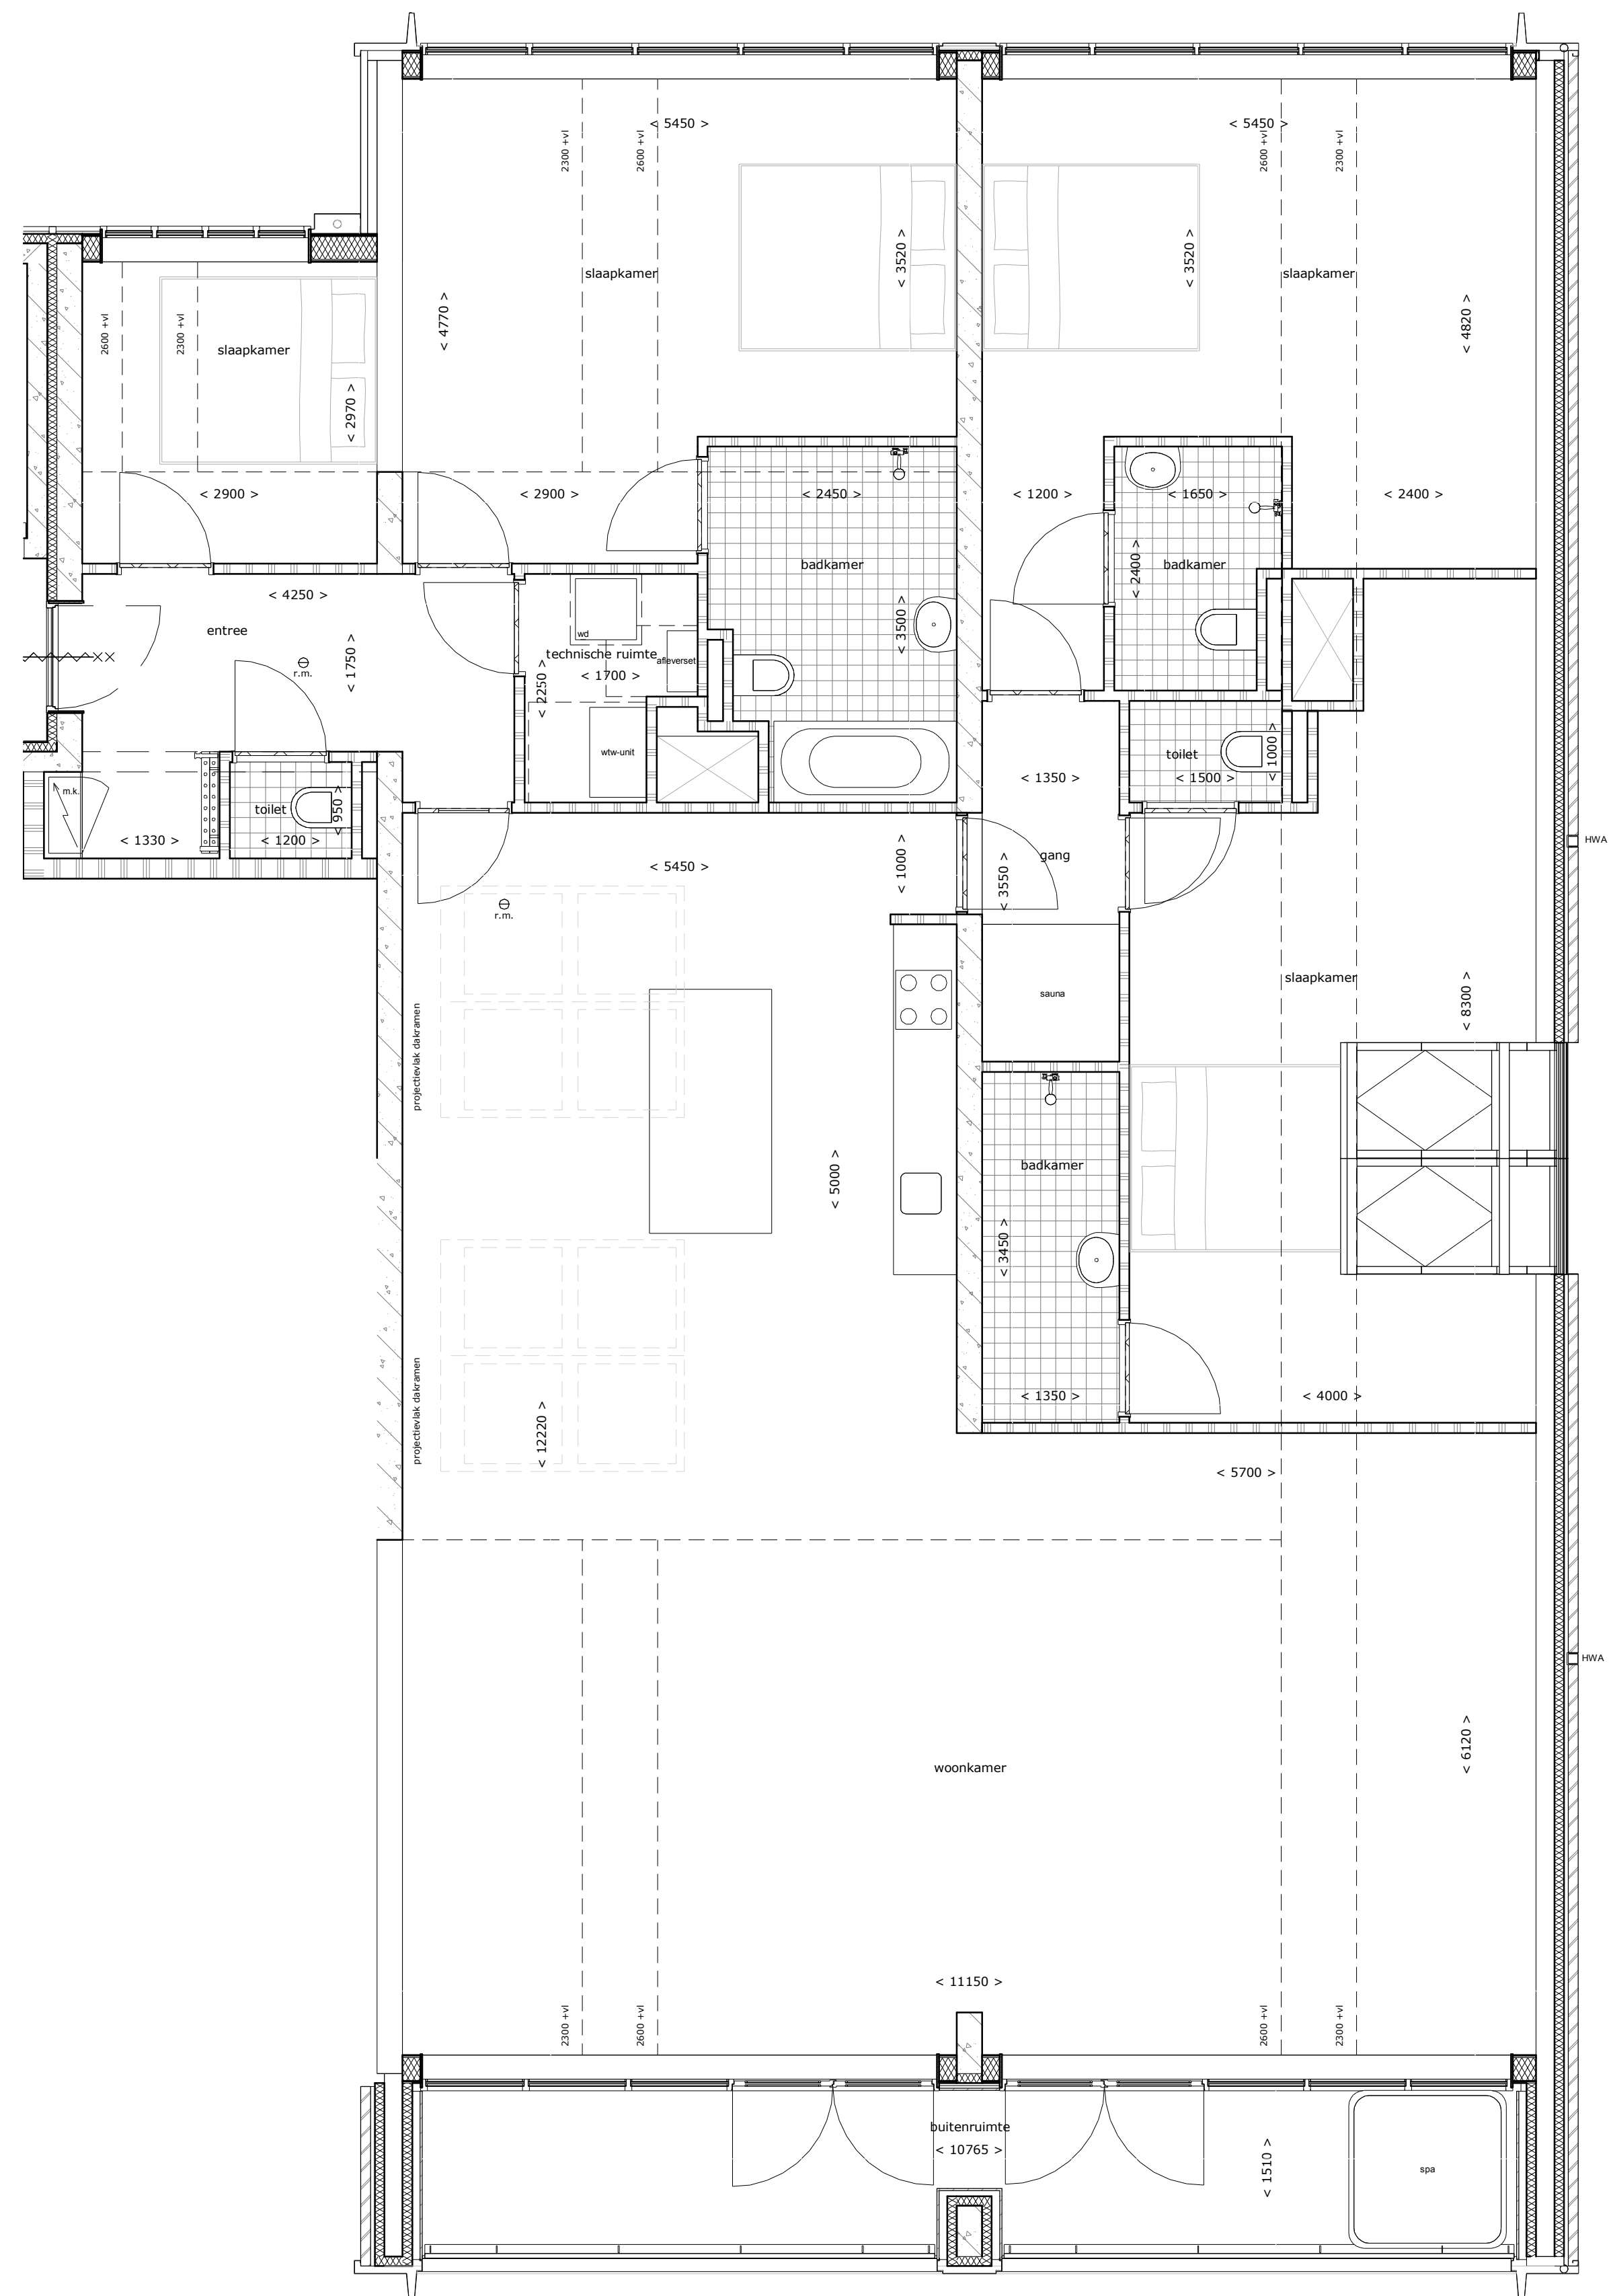 < 5450 >
< 5450 >
2300 +vl
2600 +vl
2600 +vl
2300 +vl
slaapkamer
< 3520 >
< 3520 >
slaapkamer
< 4770 >
< 4820 >
2600 +vl
2300 +vl
slaapkamer
< 2970 >
< 2900 >
< 2900 >
< 2450 >
< 1200 >
< 1650 >
< 2400 >
badkamer
< 2400 >
badkamer
< 4250 >
entree
< 3500 >
wd
r.m.
< 1750 >
technische ruimte
afleverset
< 1700 >
< 2250 >
wtw-unit
toilet
< 1000 >
< 1350 >
< 1500 >
m.k.
toilet
< 950 >
< 1330 >
< 1200 >
HWA
gang
< 5450 >
< 1000 >
< 3550 >
r.m.
slaapkamer
sauna
< 8300 >
projectievlak dakramen
badkamer
< 5000 >
< 3450 >
< 1350 >
< 4000 >
projectievlak dakramen
< 12220 >
< 5700 >
HWA
< 6120 >
woonkamer
< 11150 >
2300 +vl
2600 +vl
2600 +vl
2300 +vl
buitenruimte
< 10765 >
< 1510 >
spa